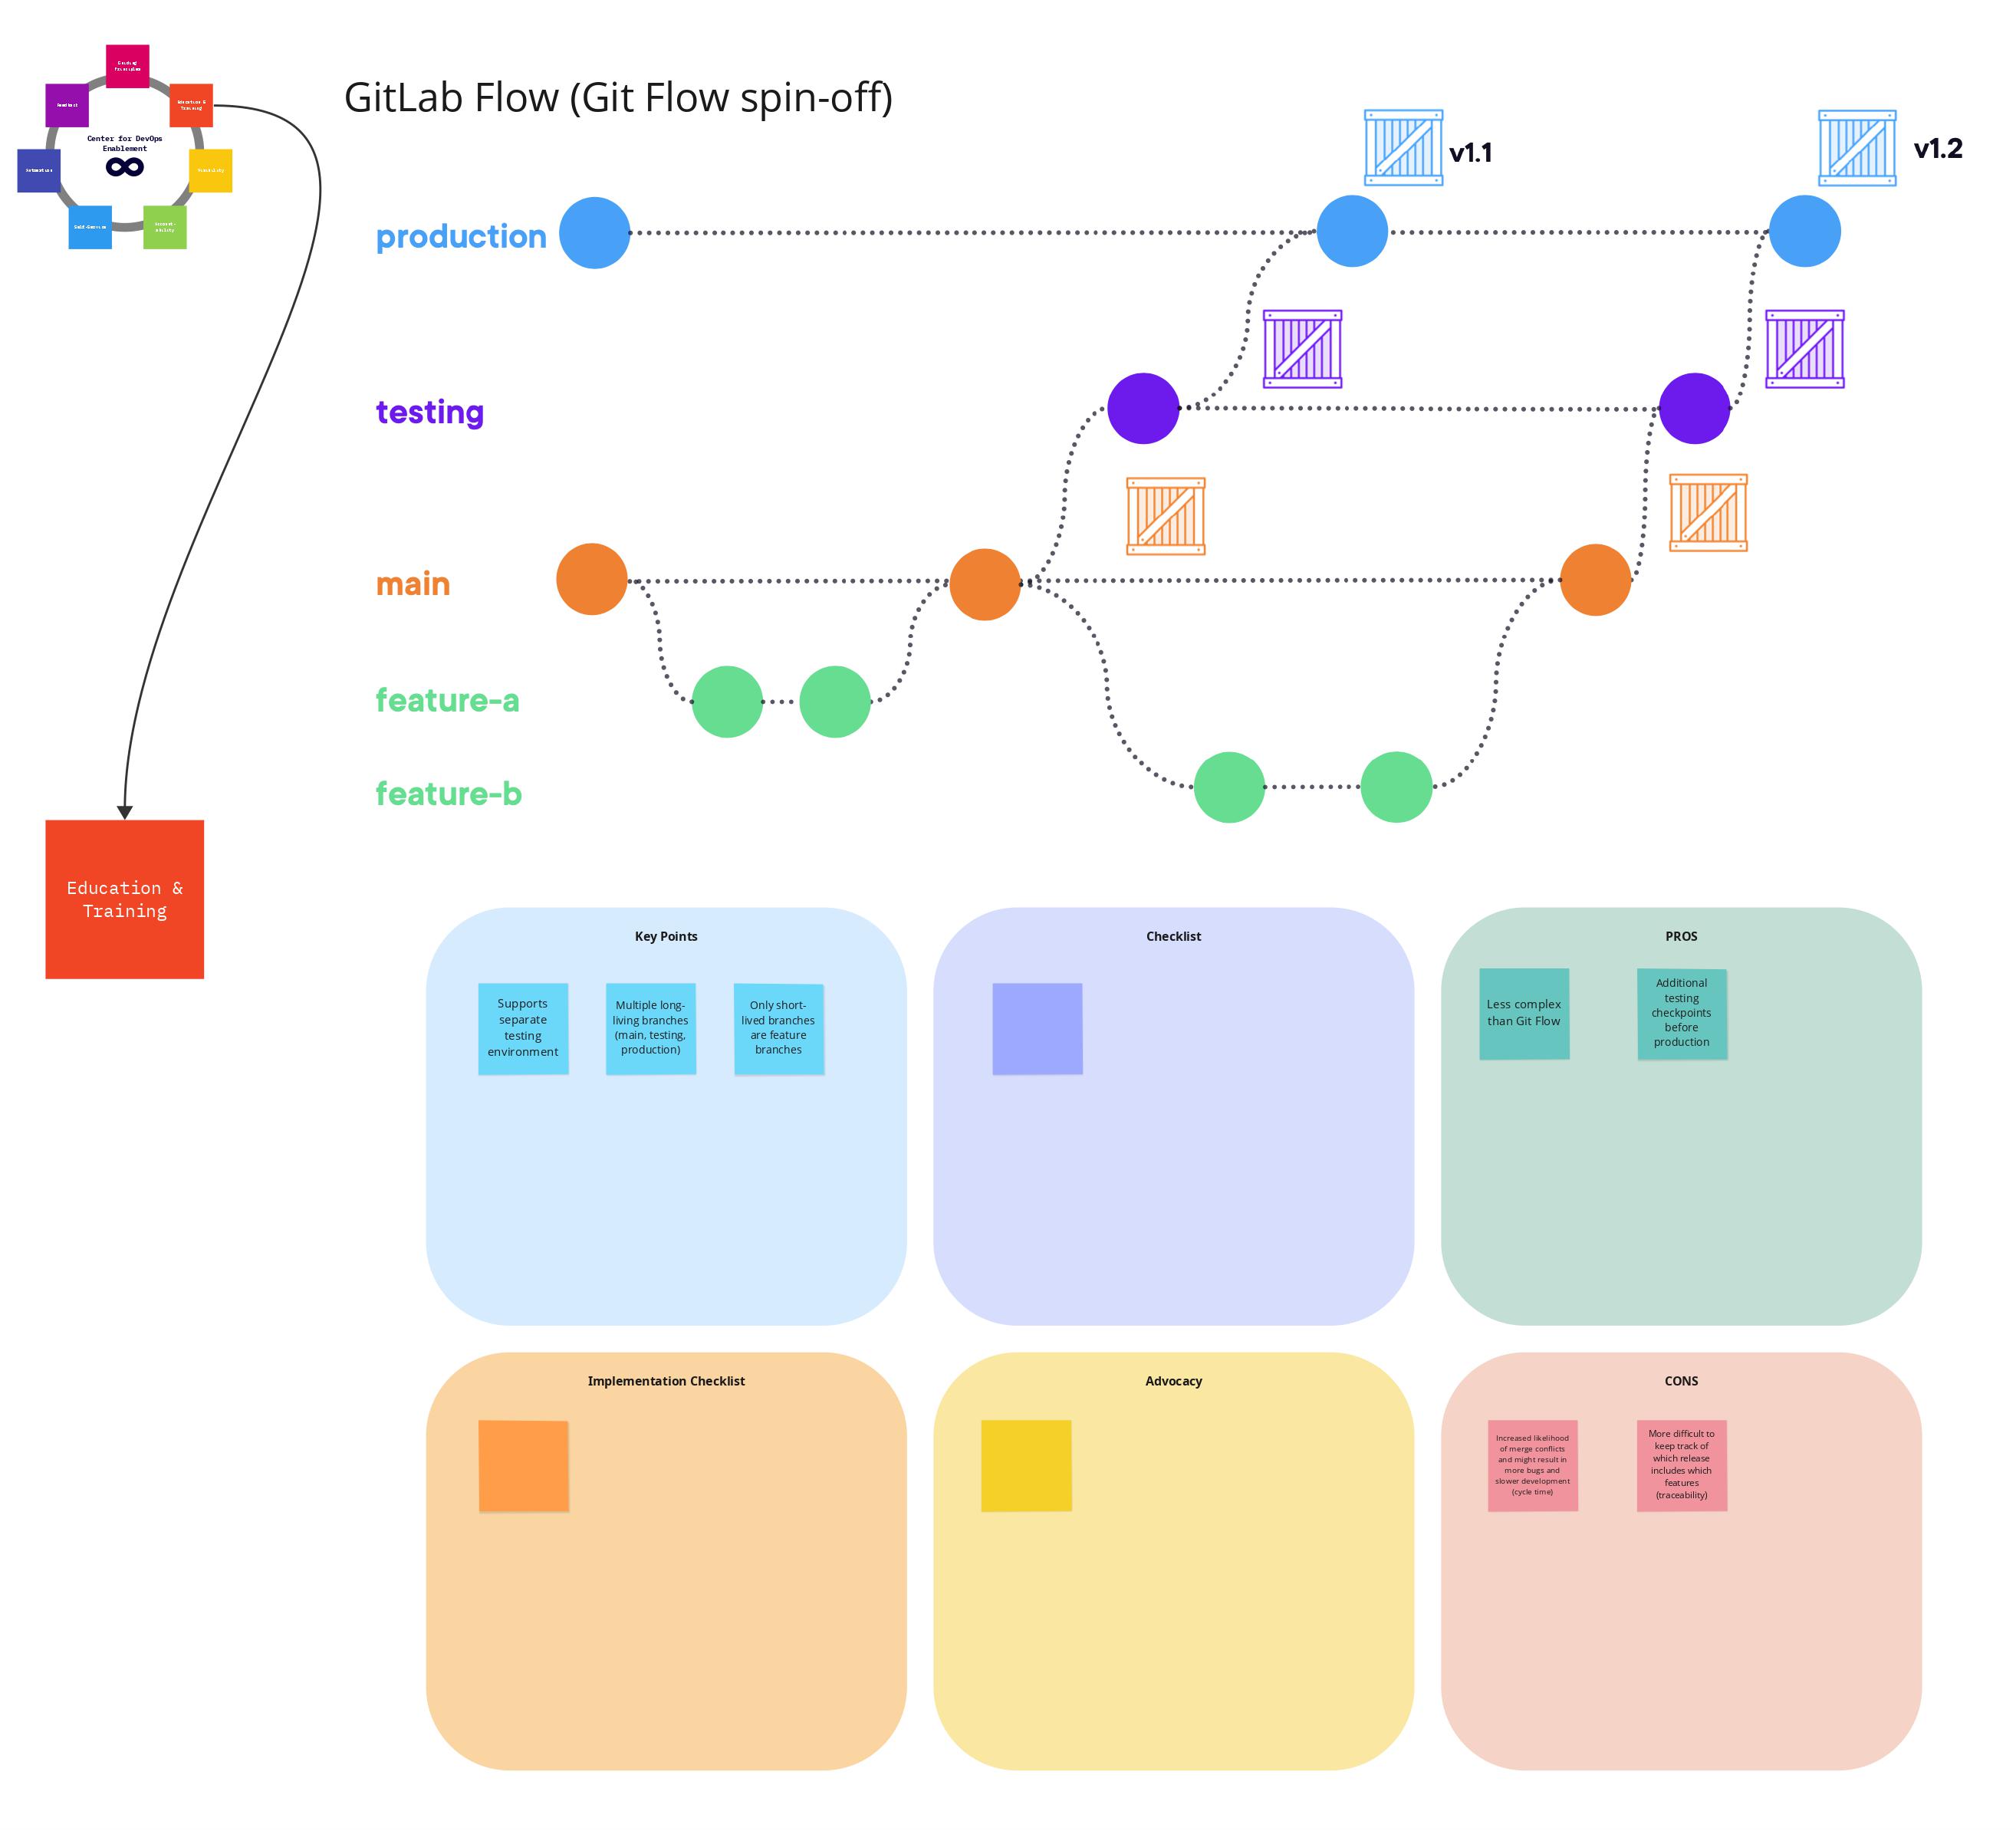 Guiding
Principles
Feedback
Education &
Training
Center for DevOps
Enablement
Self-Service
GitLab Flow (Git Flow spin-off)
v1.1
v1.2
production
testing
main
feature-a
feature-b
Education &
Training
Key Points
Supports
separate
testing
environment
Multiple long-
living branches
(main, testing,
production)
Only short-
lived branches
are feature
branches
Checklist
PROS
Less complex
than Git Flow
Additional
testing
checkpoints
before
production
Implementation Checklist
Advocacy
CONS
Increased likelihood
of merge conflicts
and might result in
more bugs and
slower development
(cycle time)
More difficult to
keep track of
which release
includes which
features
(traceability)